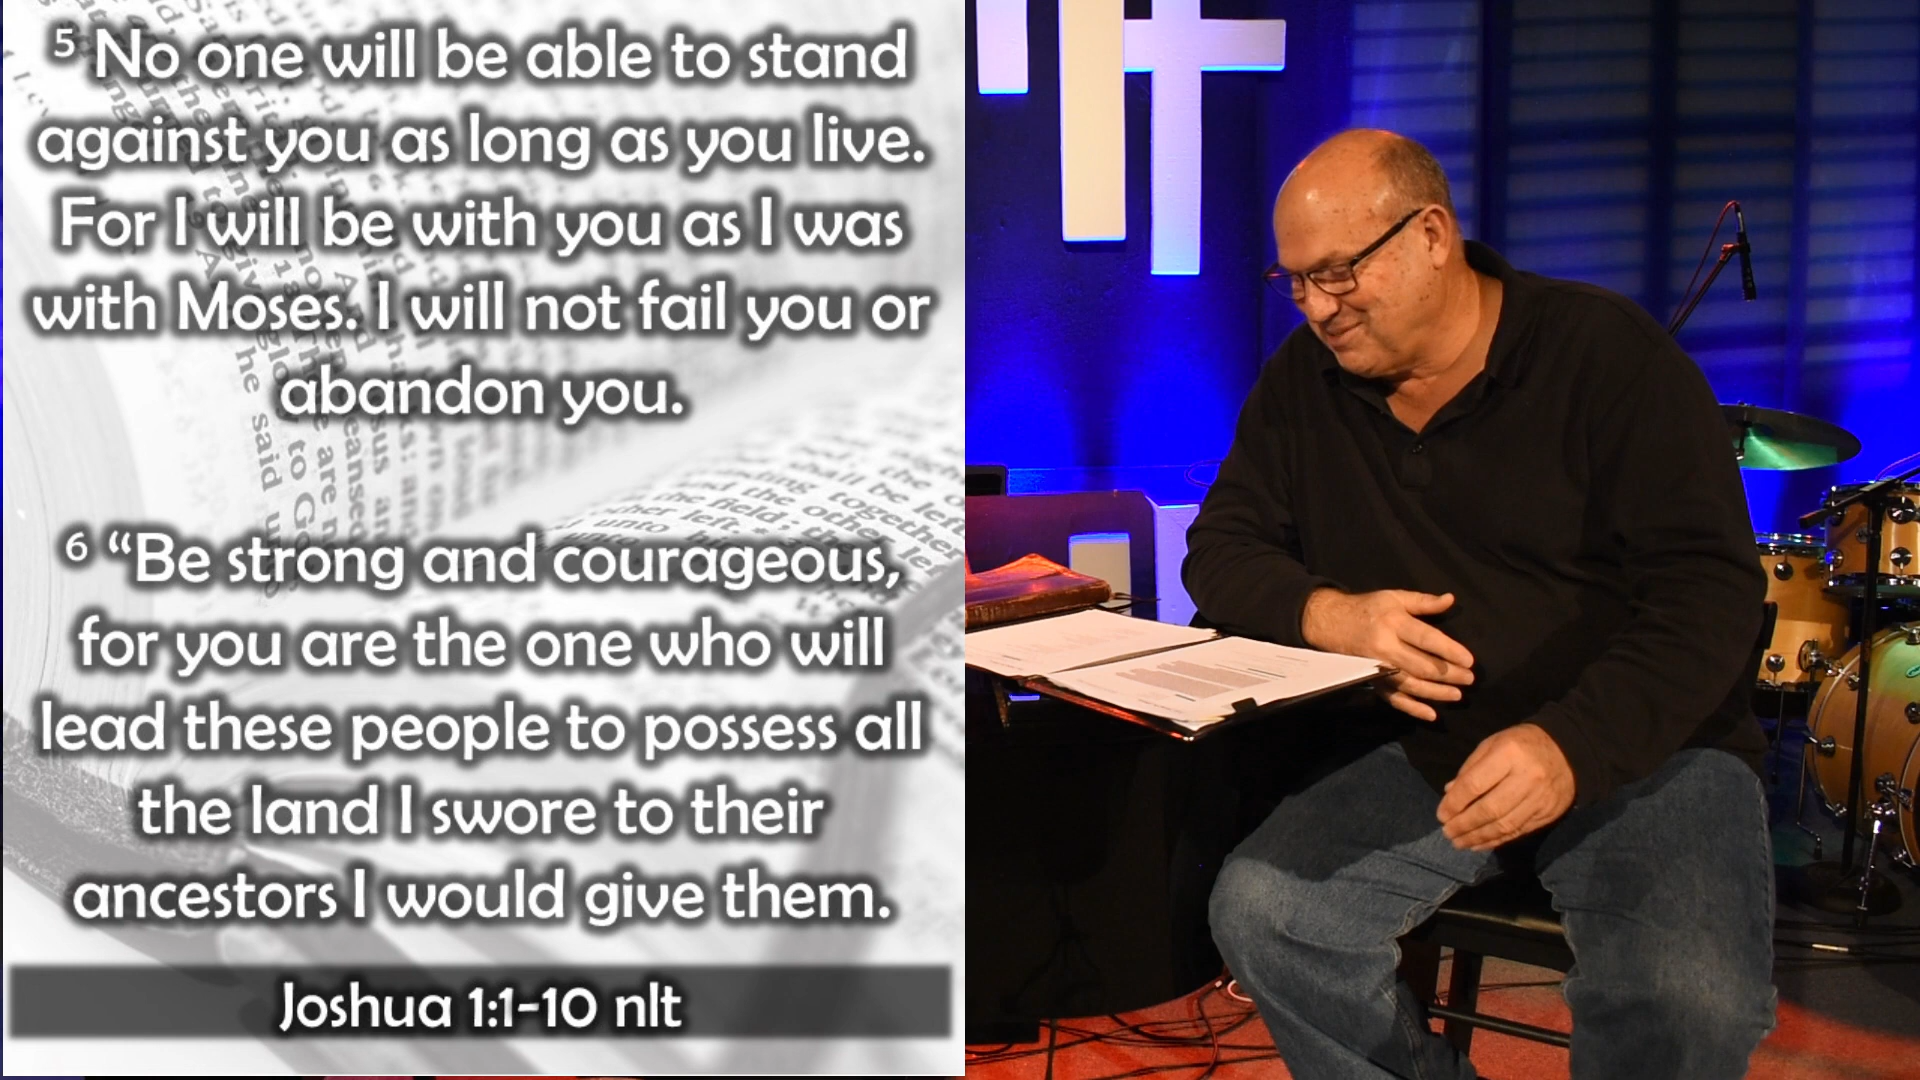 5 No one will be able to stand
against you as long as you live.
For I will be with you as I was
with Moses. I will not fail you or
abandon you.
6 “Be strong and courageous,
for you are the one who will
lead these people to possess all
the land I swore to their
ancestors I would give them.
Joshua 1:1-10 nlt